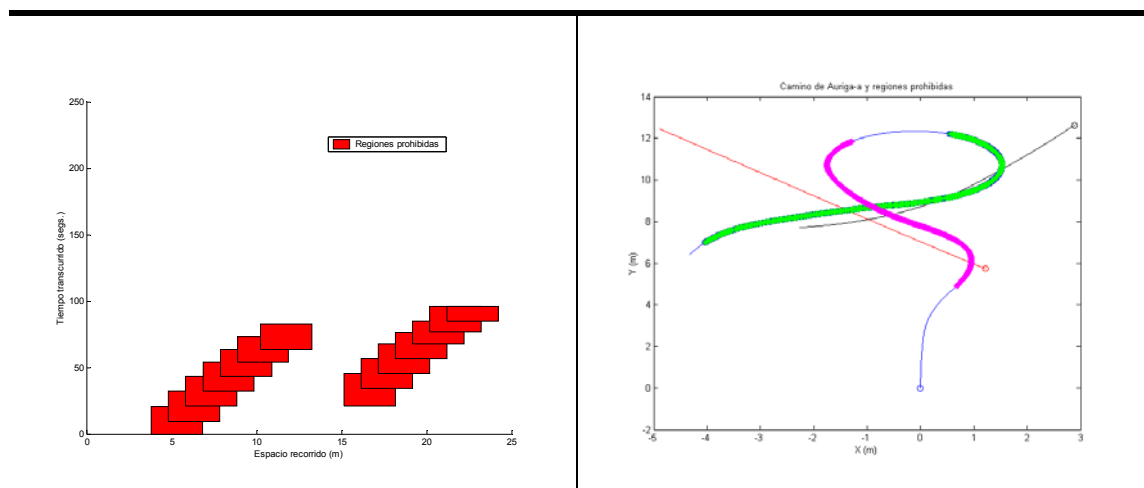 250
200
150
100
50
0
Tiempo transcurrido (segs.)
Regiones prohibidas
0 5 10 15 20 25
Espacio recorrido (m)
Camino de Auriga-a y regiones prohibidas
14
12
10
8
6
4
2
0
-2
Y (m)
-5 -4 -3 -2 -1 0 1 2 3
X (m)